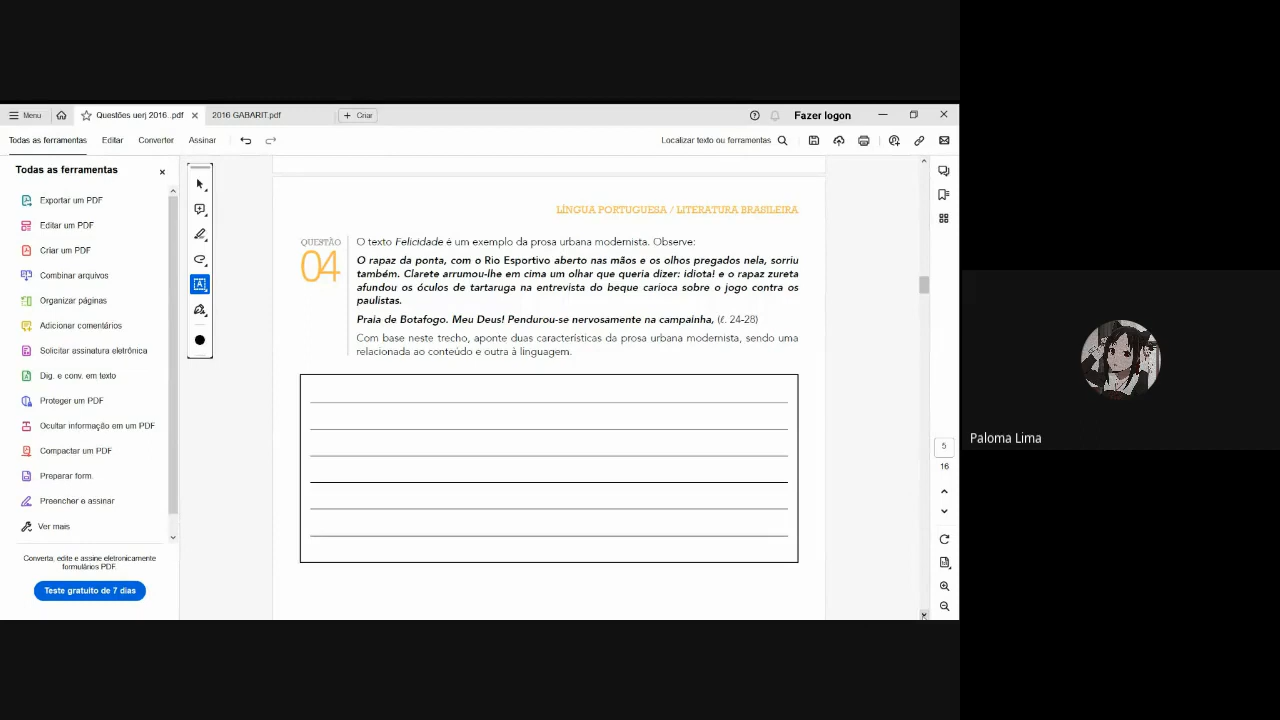 Menu
Questões uerj 2016..pdf
2016 GABARIT.pdf
Criar
Fazer logon
Todas as ferramentas
Editar
Converter
Assinar
Localizar texto ou ferramentas
Todas as ferramentas
Exportar um PDF
Editar um PDF
Criar um PDF
Combinar arquivos
Organizar páginas
Adicionar comentários
Solicitar assinatura eletrônica
Dig. e conv. em texto
Proteger um PDF
Ocultar informação em um PDF
Compactar um PDF
Preparar form.
Preencher e assinar
Ver mais
Converta, edite e assine eletronicamente
formulários PDF
Teste gratuito de 7 dias
LÍNGUA PORTUGUESA / LITERATURA BRASILEIRA
QUESTÃO
04
O texto Felicidade é um exemplo da prosa urbana modernista. Observe:
O rapaz da ponta, com o Rio Esportivo aberto nas mãos e os olhos pregados nela, sorriu
também. Clarete arrumou-lhe em cima um olhar que queria dizer: idiota! e o rapaz zureta
afundou os óculos de tartaruga na entrevista do beque carioca sobre o jogo contra os
paulistas.
Praia de Botafogo. Meu Deus! Pendurou-se nervosamente na campainha, (ℓ. 24-28)
Com base neste trecho, aponte duas características da prosa urbana modernista, sendo uma
relacionada ao conteúdo e outra à linguagem.
5
16
Paloma Lima